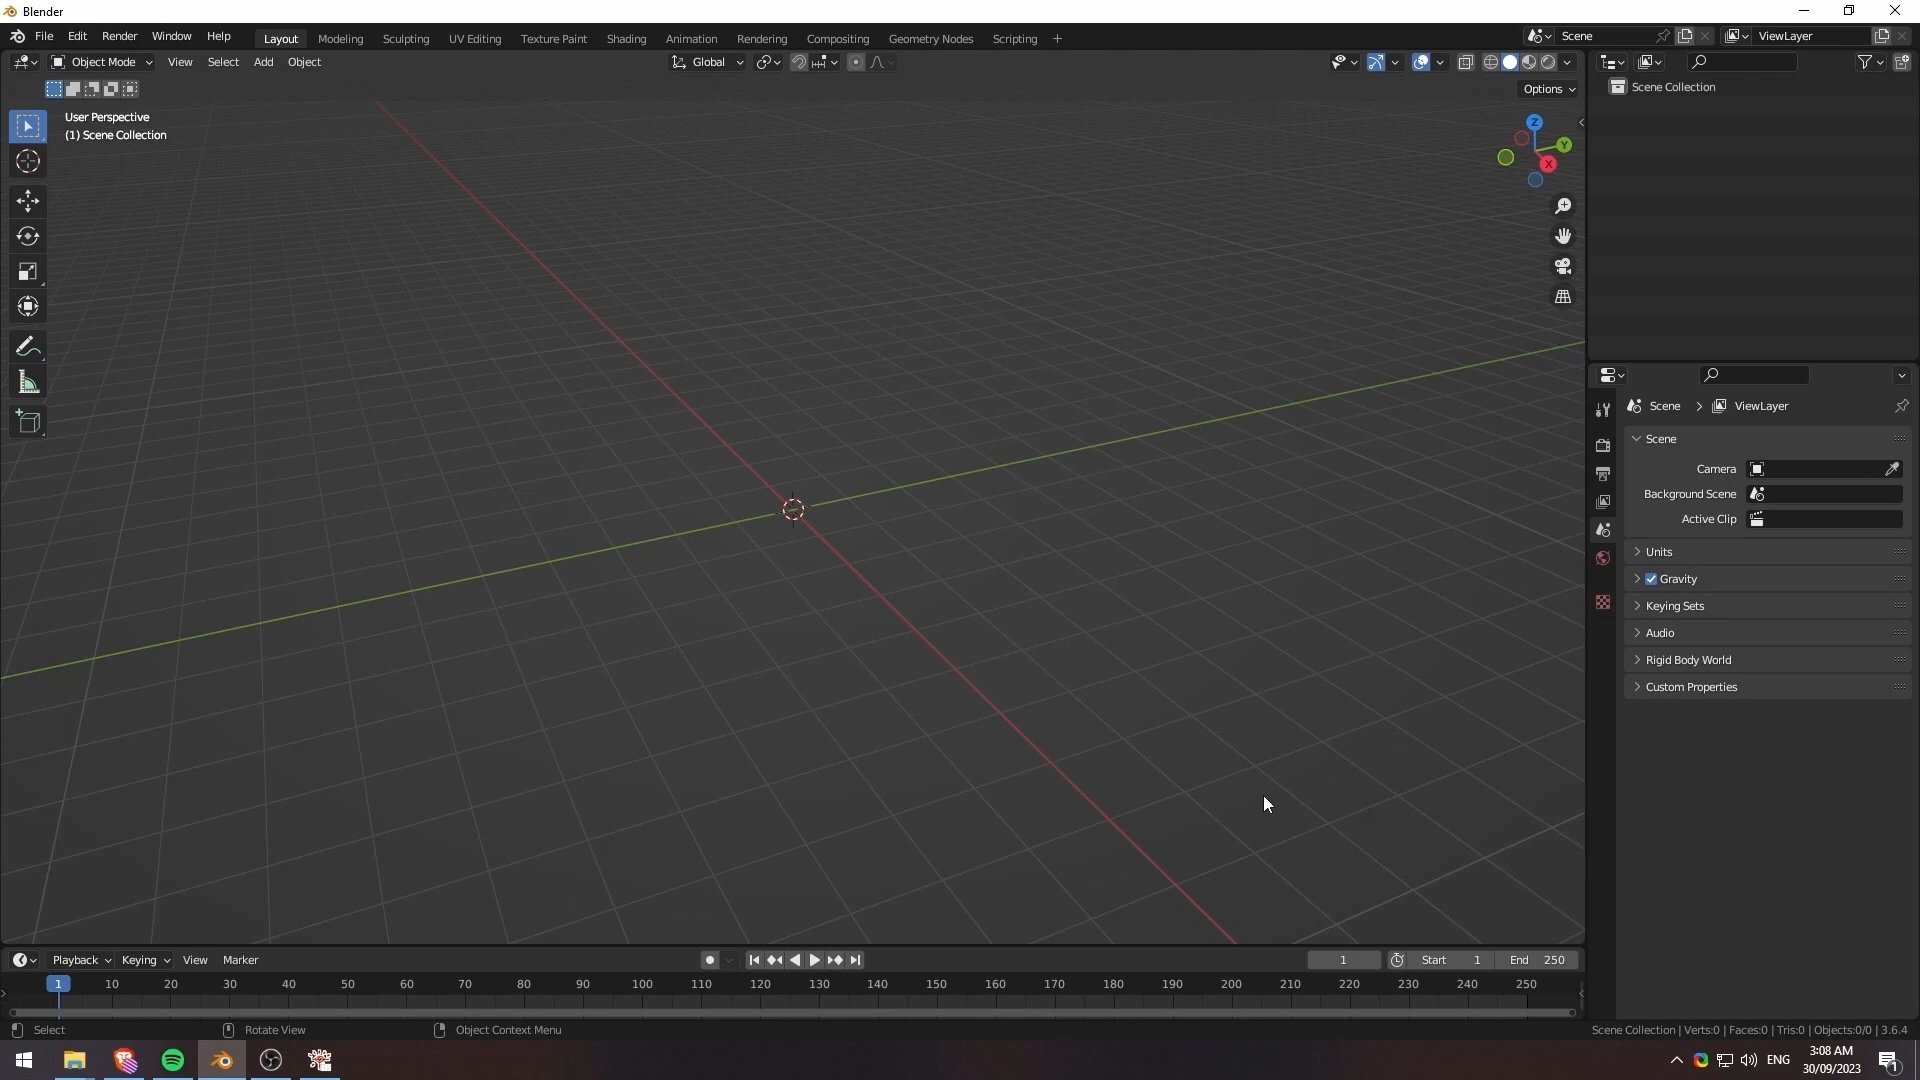 Blender
File Edit Render Window Help Layout Modeling Sculpting UV Editing Texture Paint Shading Animation Rendering Compositing Geometry Nodes Scripting + Scene ViewLayer
Object Mode View Select Add Object Global
Options
User Perspective
(1) Scene Collection
Z
Y
X
Scene Collection
Scene > ViewLayer
Scene
Camera
Background Scene
Active Clip
Units
Gravity
Keying Sets
Audio
Rigid Body World
Custom Properties
Playback Keying View Marker 1 Start 1 End 250
1 10 20 30 40 50 60 70 80 90 100 110 120 130 140 150 160 170 180 190 200 210 220 230 240 250
Select Rotate View Object Context Menu Scene Collection | Verts:0 | Faces:0 | Tris:0 | Objects:0/0 | 3.6.4
ENG 3:08 AM
30/09/2023 1